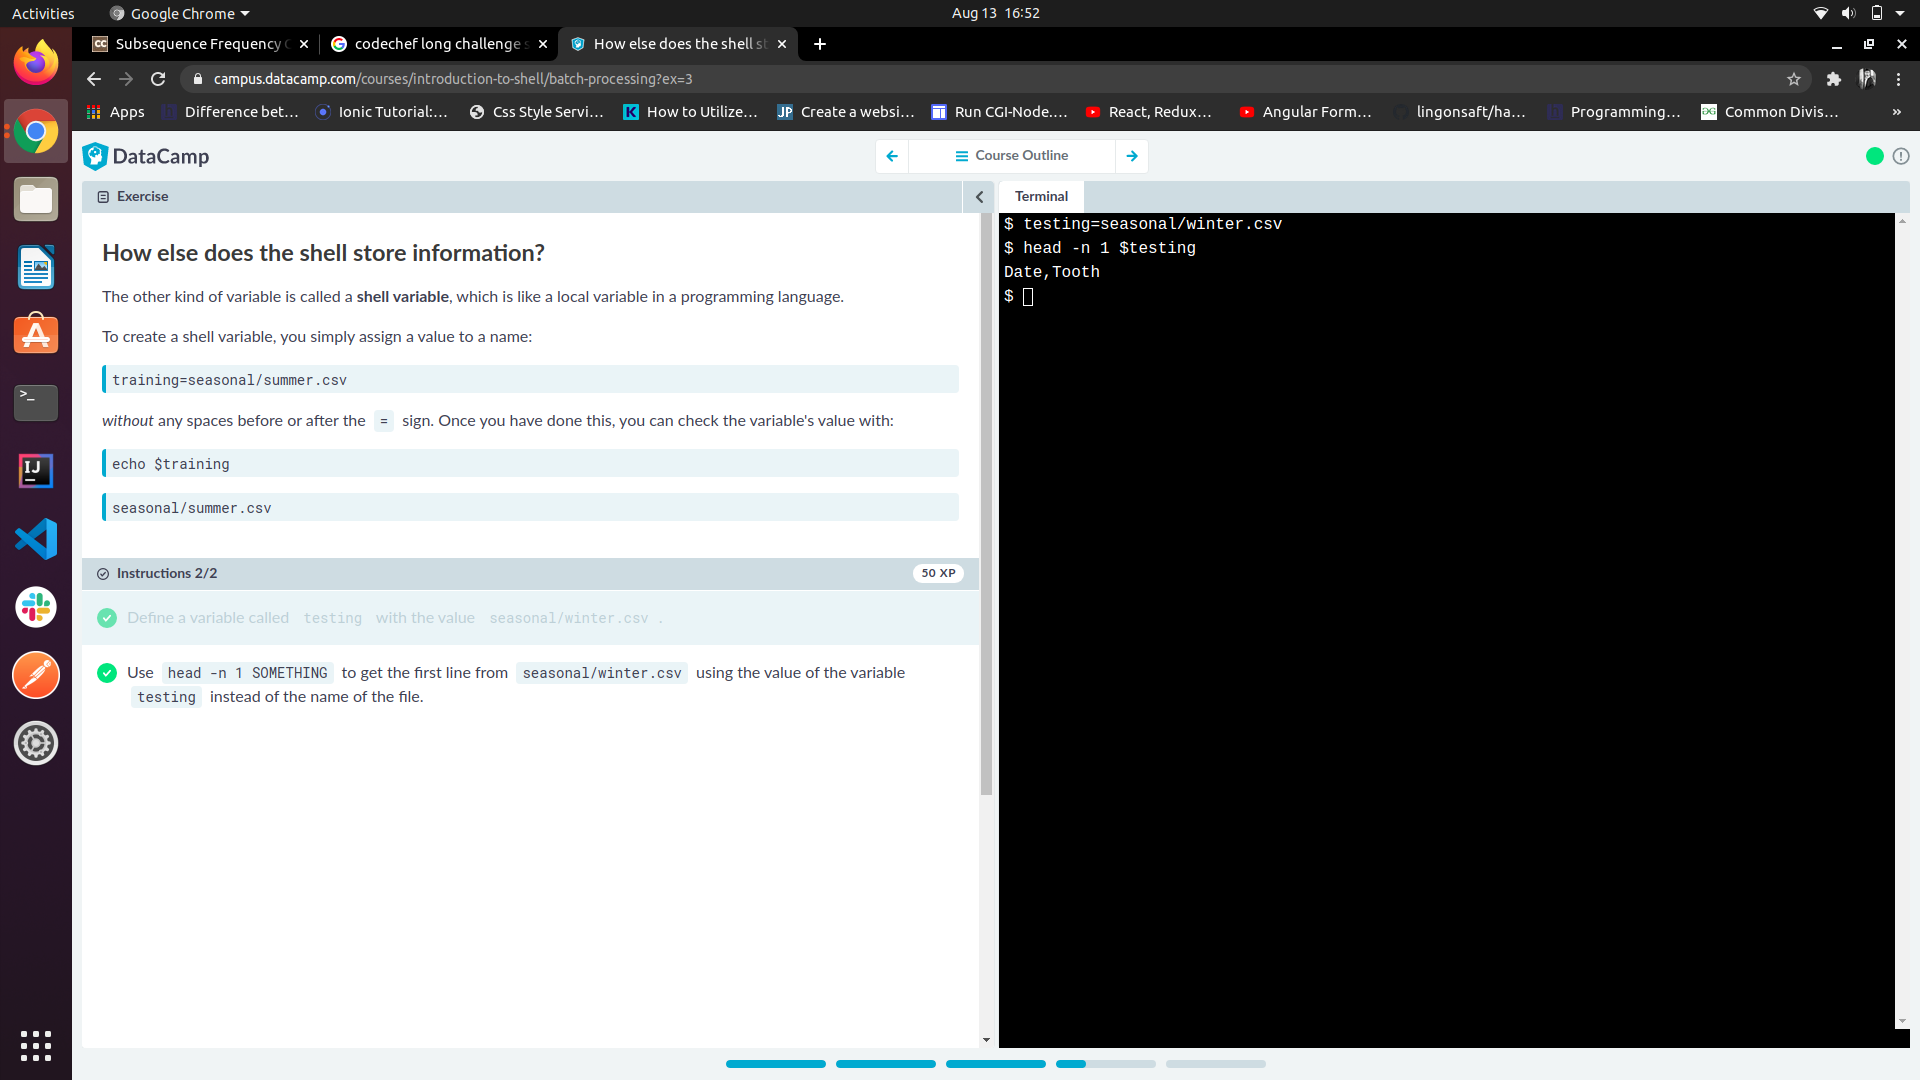 Activities
Google Chrome
Aug 13 16:52
CC
Subsequence Frequency
codechef long challenge s
How else does the shell st
campus.datacamp.com/courses/introduction-to-shell/batch-processing?ex=3
Apps
Difference bet...
Ionic Tutorial:...
Css Style Servi...
K
How to Utilize...
JP
Create a websi...
Run CGI-Node....
React, Redux...
Angular Form...
lingonsaft/ha...
Programming...
Common Divis...
»
DataCamp
Course Outline
Exercise
Terminal
How else does the shell store information?
The other kind of variable is called a shell variable, which is like a local variable in a programming language.
To create a shell variable, you simply assign a value to a name:
training=seasonal/summer.csv
without any spaces before or after the = sign. Once you have done this, you can check the variable's value with:
echo $training
seasonal/summer.csv
Instructions 2/2
50 XP
Define a variable called testing with the value seasonal/winter.csv .
Use head -n 1 SOMETHING to get the first line from seasonal/winter.csv using the value of the variable
testing instead of the name of the file.
$ testing=seasonal/winter.csv
$ head -n 1 $testing
Date,Tooth
$
>_
IJ